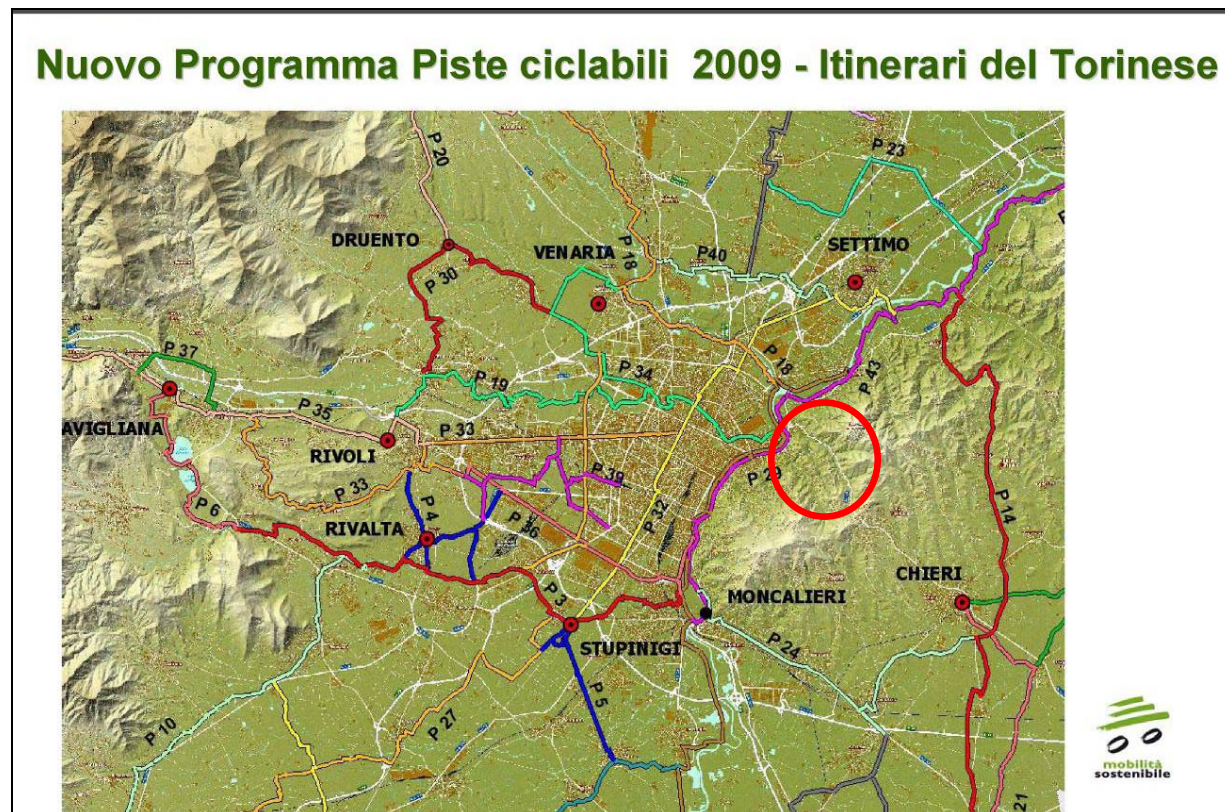 Nuovo Programma Piste ciclabili 2009 - Itinerari del Torinese
P 20
P 23
DRUENTO
VENARIA
P 18
SETTIMO
P40
P 30
P 37
P 19
P 34
P 18
P 43
AVIGLIANA
P 35
RIVOLI
P 33
P 39
P 29
P 33
P 6
P 4
RIVALTA
P 36
P 32
P 14
CHIERI
P 3
MONCALIERI
STUPINIGI
P 24
P 5
P 10
P 27
21
mobilità
sostenibile